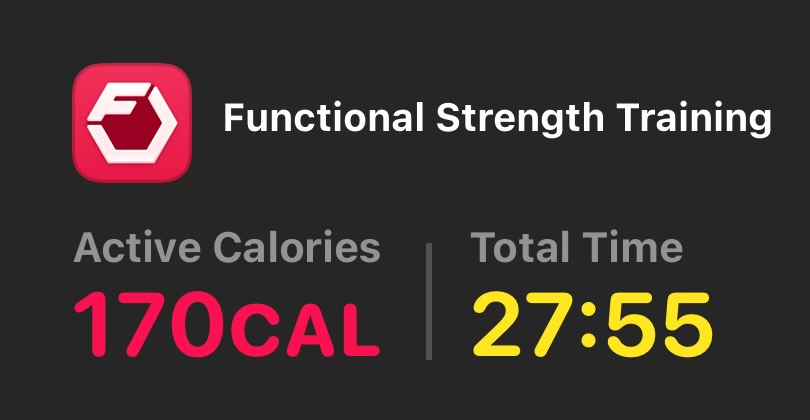 Functional Strength Training
Active Calories
Total Time
170CAL
27:55